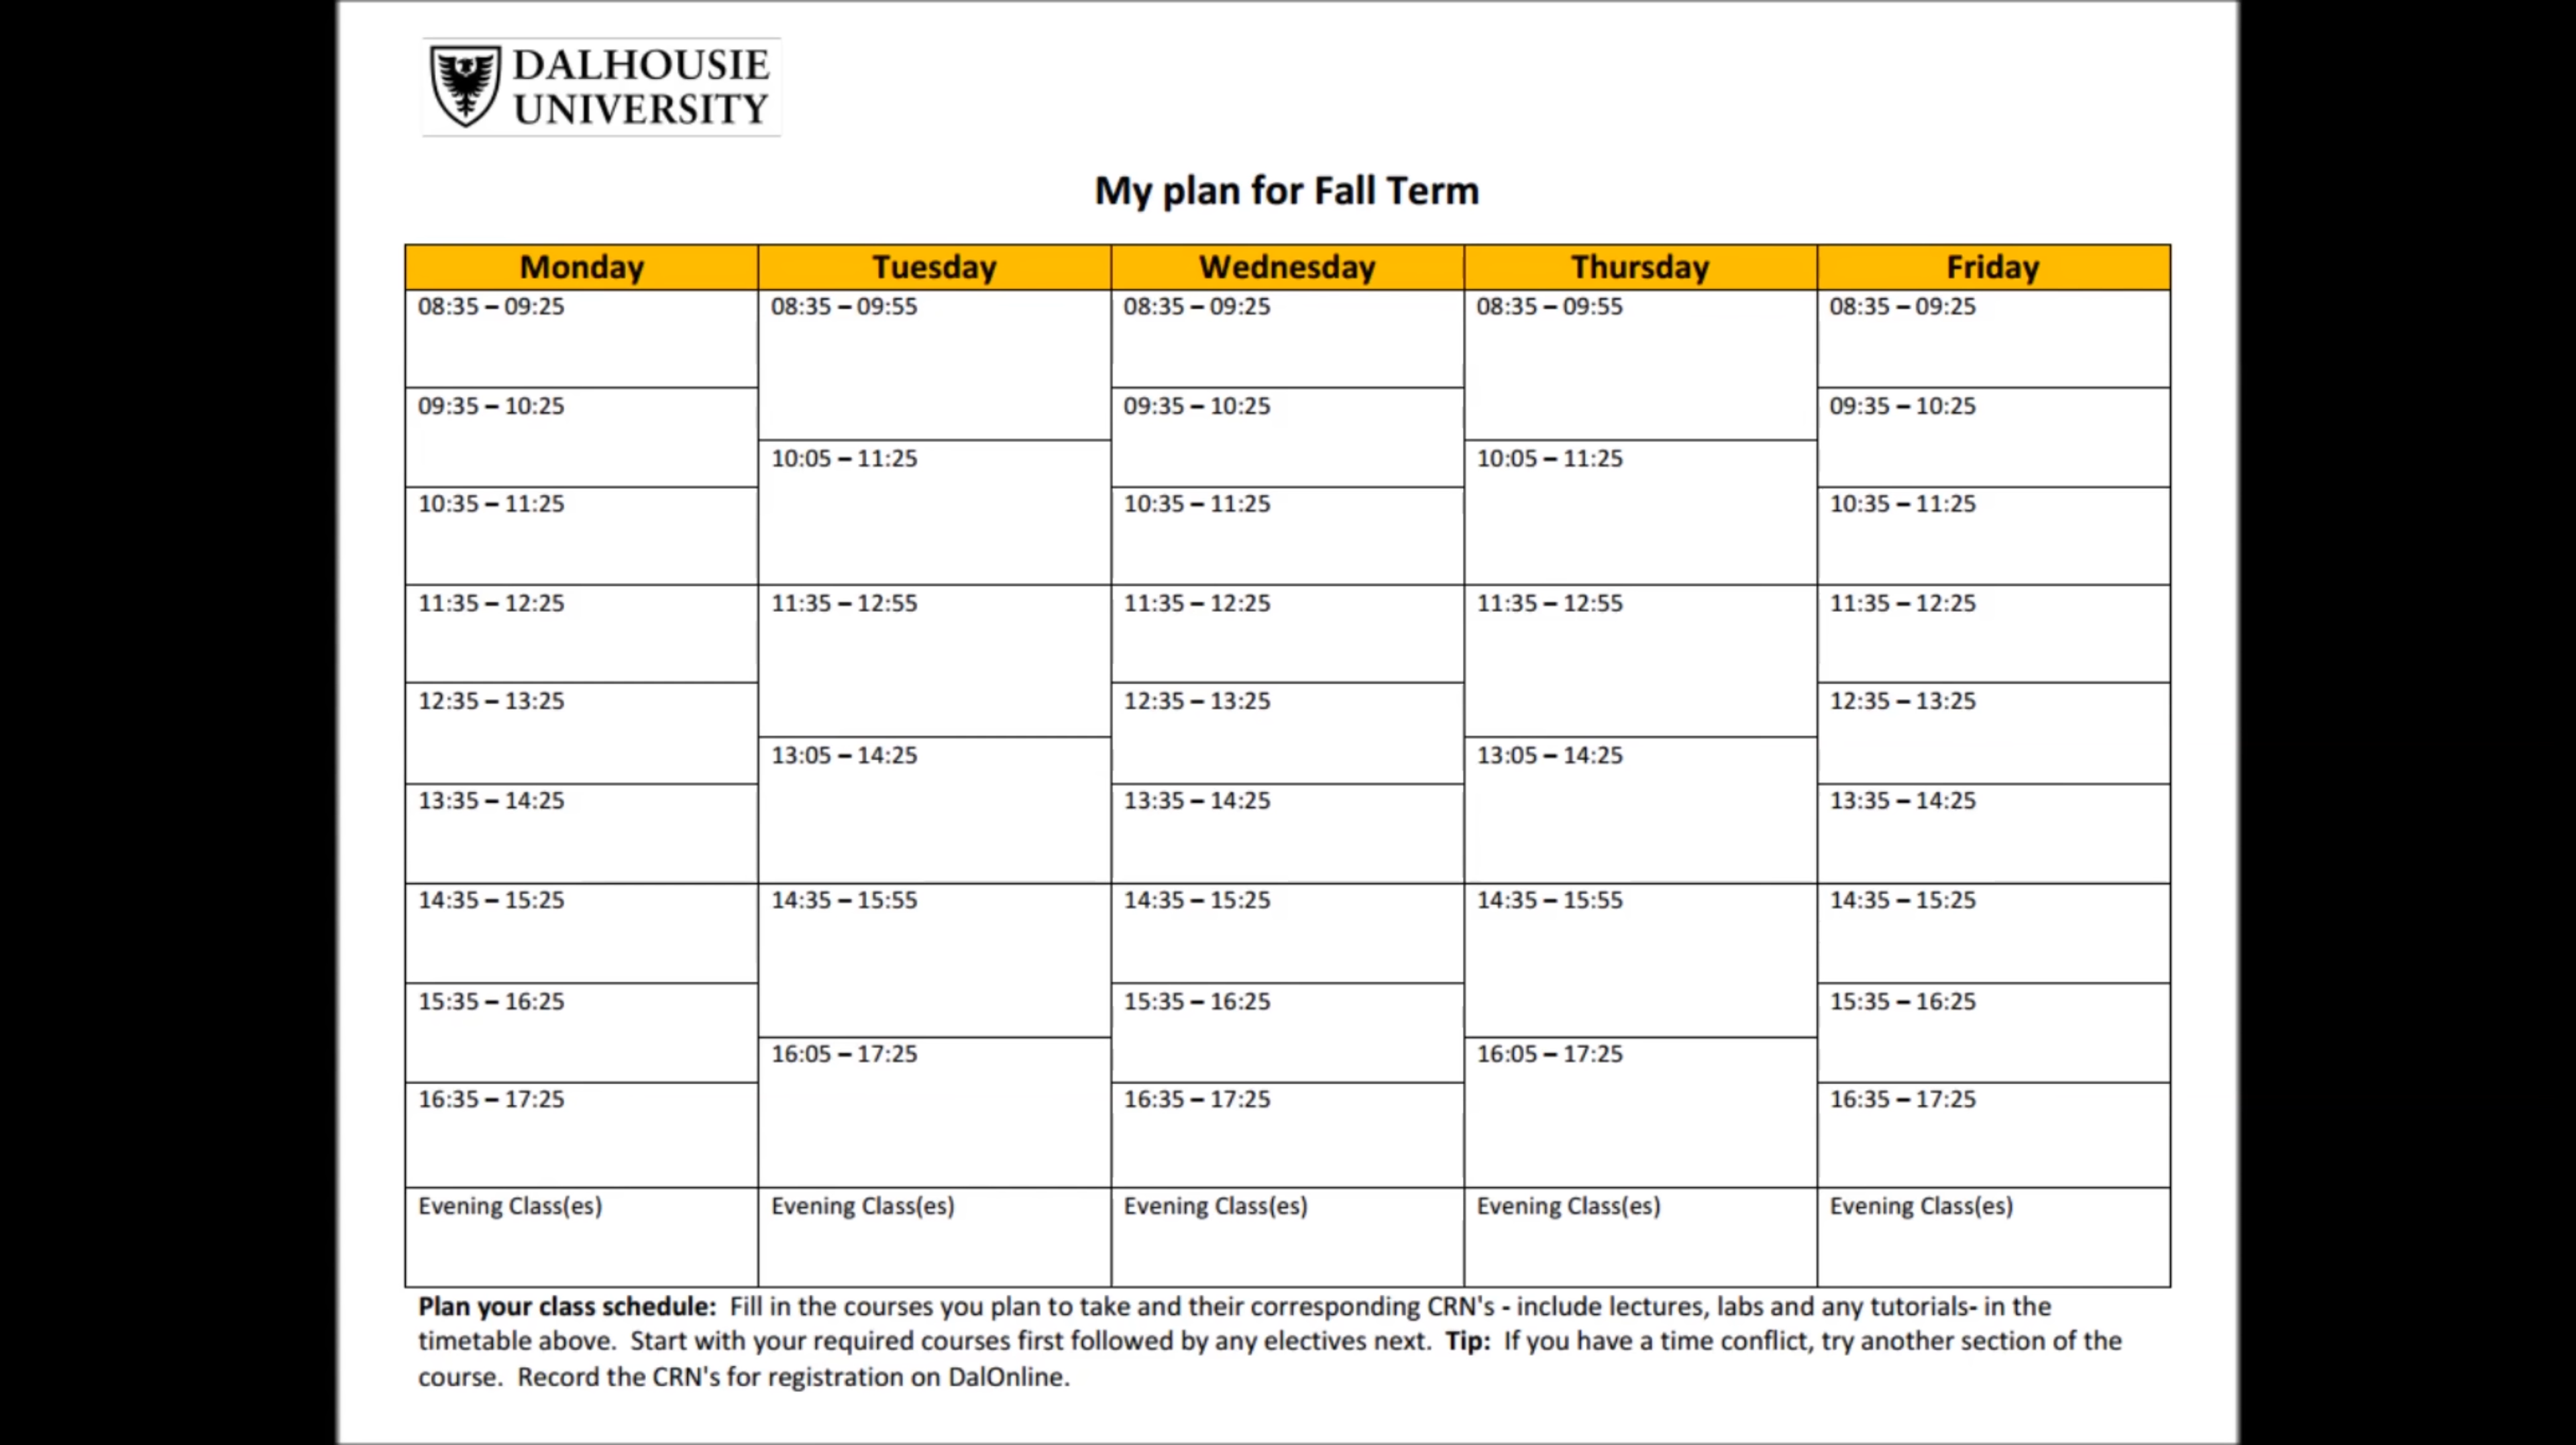 DALHOUSIE
UNIVERSITY
My plan for Fall Term
Monday Tuesday Wednesday Thursday Friday
08:35 – 09:25 08:35 – 09:55 08:35 – 09:25 08:35 – 09:55 08:35 – 09:25
09:35 – 10:25 09:35 – 10:25 09:35 – 10:25
10:05 – 11:25 10:05 – 11:25
10:35 – 11:25 10:35 – 11:25 10:35 – 11:25
11:35 – 12:25 11:35 – 12:55 11:35 – 12:25 11:35 – 12:55 11:35 – 12:25
12:35 – 13:25 12:35 – 13:25 12:35 – 13:25
13:05 – 14:25 13:05 – 14:25
13:35 – 14:25 13:35 – 14:25 13:35 – 14:25
14:35 – 15:25 14:35 – 15:55 14:35 – 15:25 14:35 – 15:55 14:35 – 15:25
15:35 – 16:25 15:35 – 16:25 15:35 – 16:25
16:05 – 17:25 16:05 – 17:25
16:35 – 17:25 16:35 – 17:25 16:35 – 17:25
Evening Class(es) Evening Class(es) Evening Class(es) Evening Class(es) Evening Class(es)
Plan your class schedule: Fill in the courses you plan to take and their corresponding CRN's - include lectures, labs and any tutorials- in the
timetable above. Start with your required courses first followed by any electives next. Tip: If you have a time conflict, try another section of the
course. Record the CRN's for registration on DalOnline.